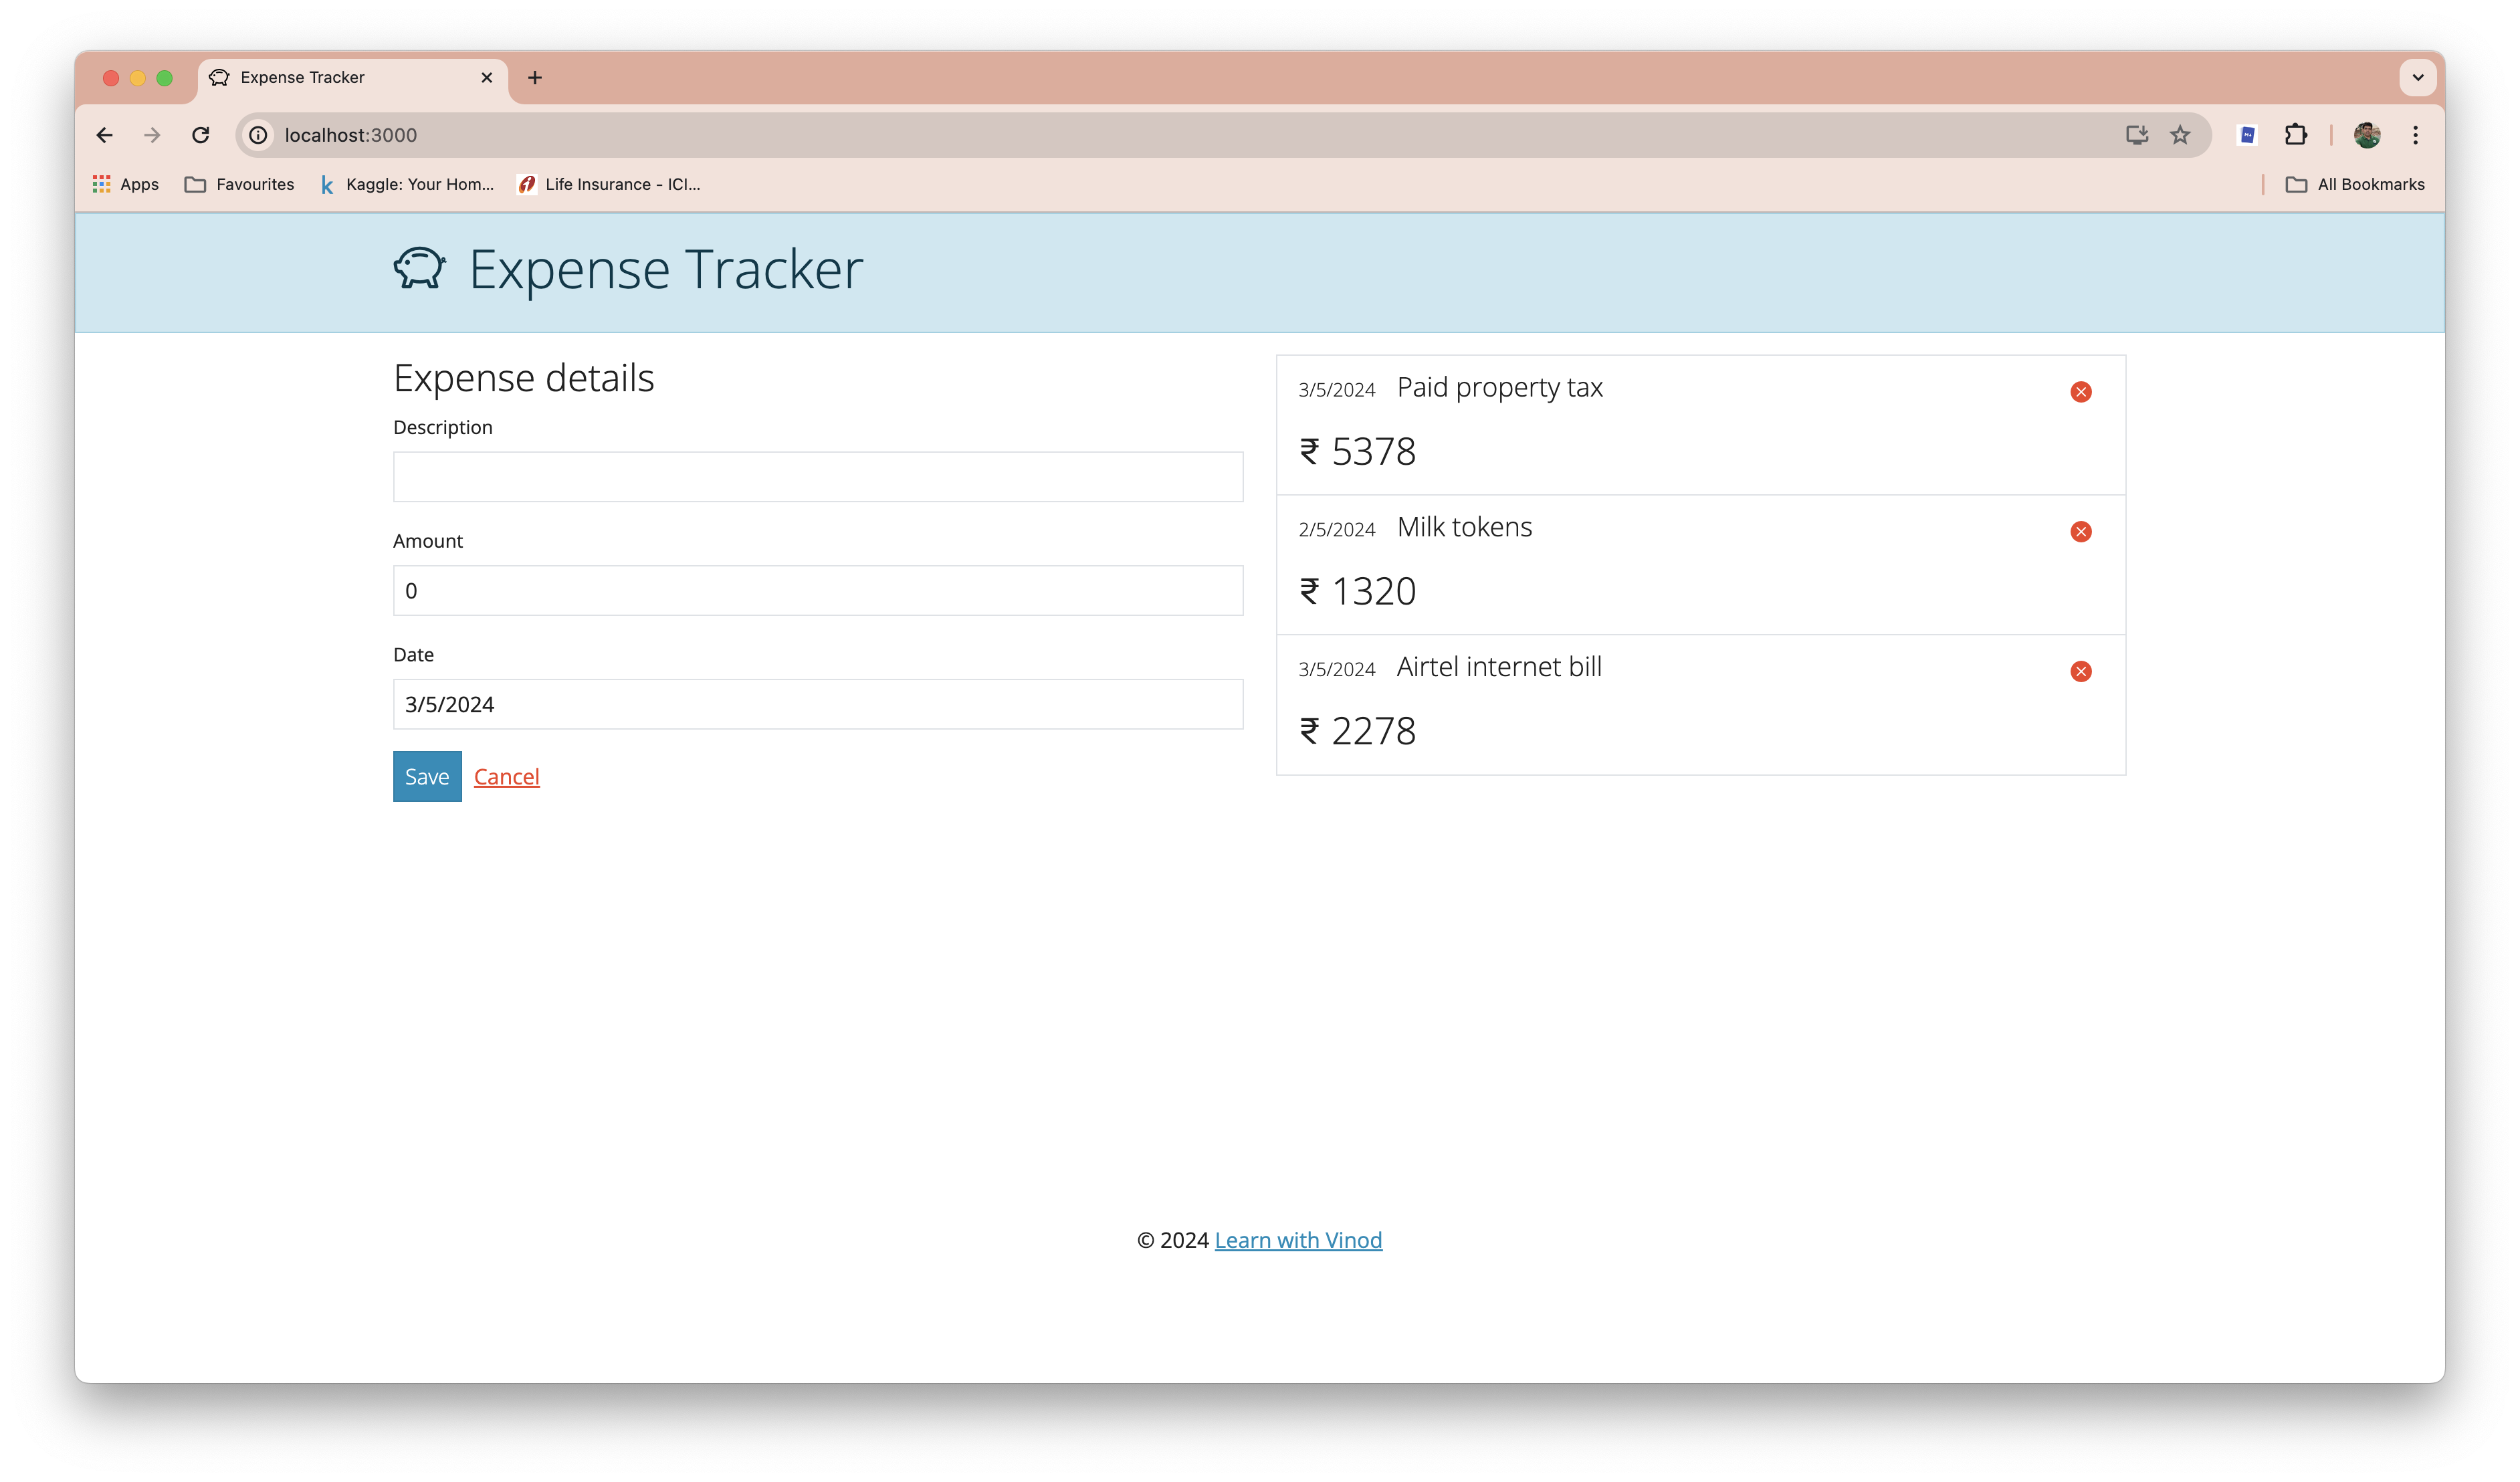 Expense Tracker
localhost:3000
Apps Favourites Kaggle: Your Hom... Life Insurance - ICI... All Bookmarks
Expense Tracker
Expense details
Description
Amount
0
Date
3/5/2024
Save Cancel
3/5/2024 Paid property tax
₹ 5378
2/5/2024 Milk tokens
₹ 1320
3/5/2024 Airtel internet bill
₹ 2278
© 2024 Learn with Vinod